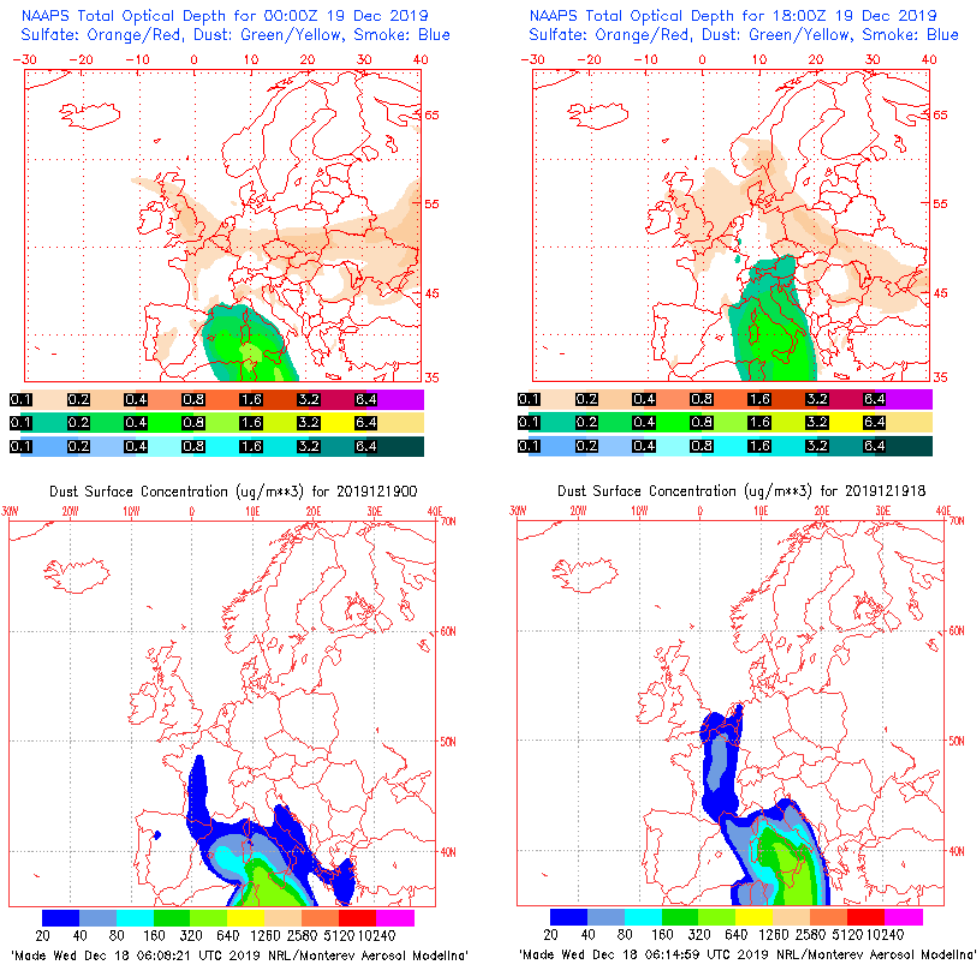 NAAPS Total Optical Depth for 00:00Z 19 Dec 2019
Sulfate: Orange/Red, Dust: Green/Yellow, Smoke: Blue
-30 -20 -10 0 10 20 30 40
65
55
45
35
0.1 0.2 0.4 0.8 1.6 3.2 6.4
0.1 0.2 0.4 0.8 1.6 3.2 6.4
0.1 0.2 0.4 0.8 1.6 3.2 6.4
NAAPS Total Optical Depth for 18:00Z 19 Dec 2019
Sulfate: Orange/Red, Dust: Green/Yellow, Smoke: Blue
-30 -20 -10 0 10 20 30 40
65
55
45
35
0.1 0.2 0.4 0.8 1.6 3.2 6.4
0.1 0.2 0.4 0.8 1.6 3.2 6.4
0.1 0.2 0.4 0.8 1.6 3.2 6.4
Dust Surface Concentration (ug/m**3) for 2019121900
30W 20W 10W 0 10E 20E 30E 40E
70N
60N
50N
40N
20 40 80 160 320 640 1260 2580 5120 10240
'Made Wed Dec 18 06:08:21 UTC 2019 NRL/Monterey Aerosol Modeling'
Dust Surface Concentration (ug/m**3) for 2019121918
30W 20W 10W 0 10E 20E 30E 40E
70N
60N
50N
40N
20 40 80 160 320 640 1260 2580 5120 10240
'Made Wed Dec 18 06:14:59 UTC 2019 NRL/Monterey Aerosol Modeling'